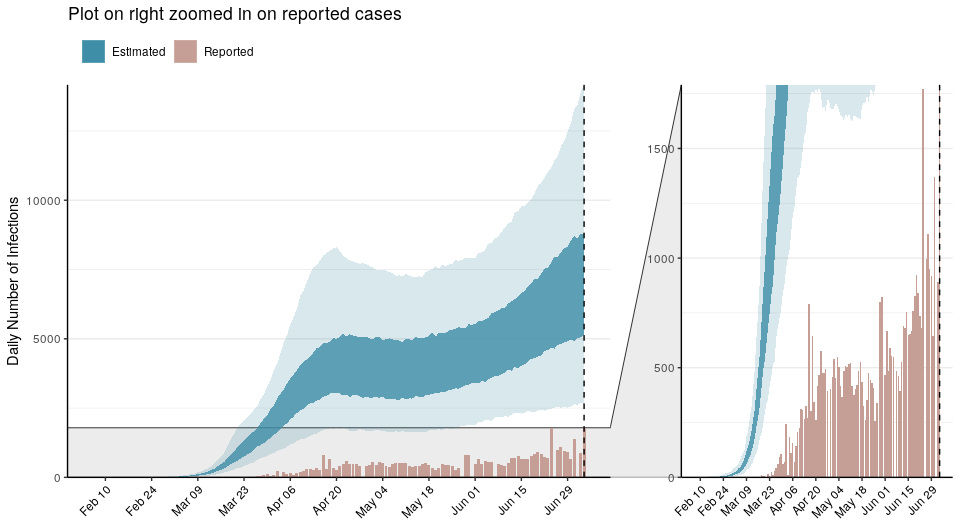 Plot on right zoomed in on reported cases
Estimated Reported
Daily Number of Infections
10000
5000
0
Feb 10 Feb 24 Mar 09 Mar 23 Apr 06 Apr 20 May 04 May 18 Jun 01 Jun 15 Jun 29
1500
1000
500
0
Feb 10 Feb 24 Mar 09 Mar 23 Apr 06 Apr 20 May 04 May 18 Jun 01 Jun 15 Jun 29